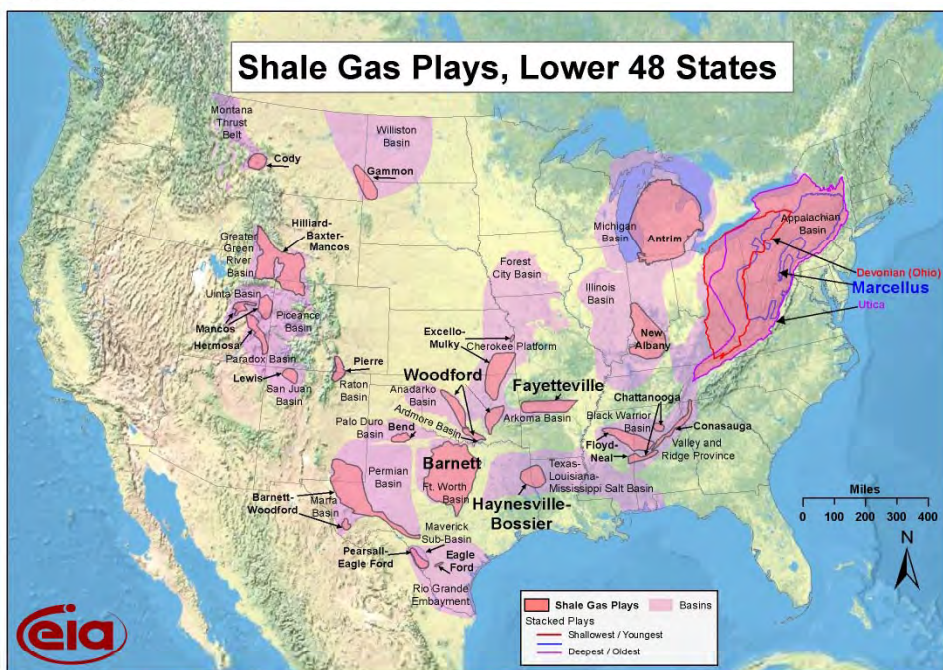 Shale Gas Plays, Lower 48 States
Montana
Thrust
Belt
Cody
Williston
Basin
Gammon
Hilliard-
Baxter-
Mancos
Greater
Green
River
Basin
Uinta Basin
Mancos
Piceance
Basin
Hermosa
Paradox Basin
Lewis
San Juan
Basin
Pierre
Raton
Basin
Michigan
Basin
Antrim
Forest
City Basin
Illinois
Basin
New
Albany
Appalachian
Basin
Devonian (Ohio)
Marcellus
Utica
Excello-
Mulky
Cherokee Platform
Woodford
Anadarko
Basin
Ardmore Basin
Palo Duro
Basin
Bend
Fayetteville
Arkoma Basin
Chattanooga
Black Warrior
Basin
Conasauga
Floyd-
Neal
Valley and
Ridge Province
Barnett
Ft. Worth
Basin
Permian
Basin
Haynesville-
Bossier
Texas-
Louisiana-
Mississippi Salt Basin
Barnett-
Woodford
Marfa
Basin
Pearsall-
Eagle Ford
Maverick
Sub-Basin
Eagle
Ford
Rio Grande
Embayment
Miles
0 100 200 300 400
N
Shale Gas Plays
Basins
Stacked Plays
Shallowest / Youngest
Deepest / Oldest
eia